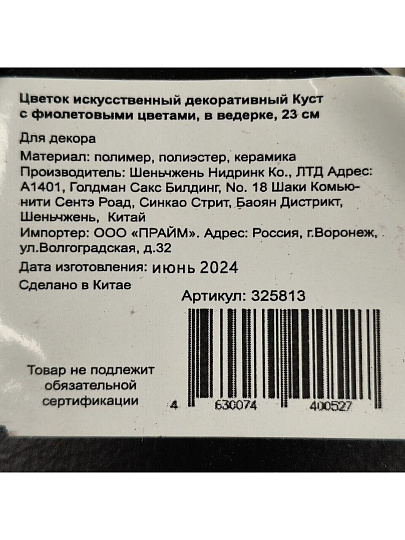 Цветок искусственный декоративный Куст
с фиолетовыми цветами, в ведерке, 23 см
Для декора
Материал: полимер, полиэстер, керамика
Производитель: Шеньчжень Нидринк Ко., ЛТД Адрес:
А1401, Голдман Сакс Билдинг, No. 18 Шаки Комью-
нити Сентэ Роад, Синкао Стрит, Баоян Дистрикт,
Шеньчжень, Китай
Импортер: ООО «ПРАЙМ». Адрес: Россия, г.Воронеж,
ул.Волгоградская, д.32
Дата изготовления: июнь 2024
Сделано в Китае
Артикул: 325813
Товар не подлежит
обязательной
сертификации
4 630074 400527